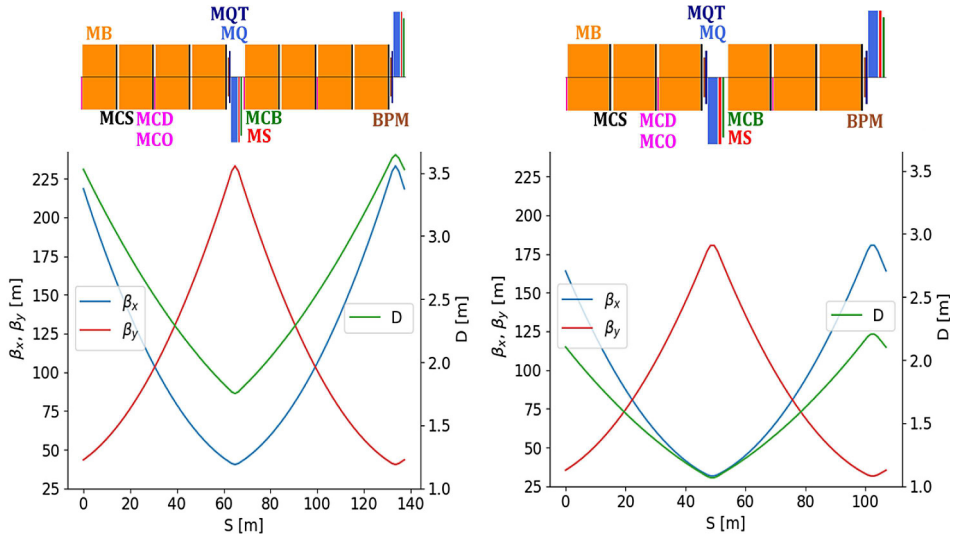 MQT
MB
MQ
MCS
MCD
MCB
BPM
MCO
MS
225
200
175
150
125
100
75
50
25
βx, βy [m]
βx
βy
D
3.5
3.0
2.5
2.0
1.5
1.0
D [m]
0
20
40
60
80
100
120
140
S [m]
MQT
MB
MQ
MCS
MCD
MCB
BPM
MCO
MS
225
200
175
150
125
100
75
50
25
βx, βy [m]
βx
βy
D
3.5
3.0
2.5
2.0
1.5
1.0
D [m]
0
20
40
60
80
100
S [m]